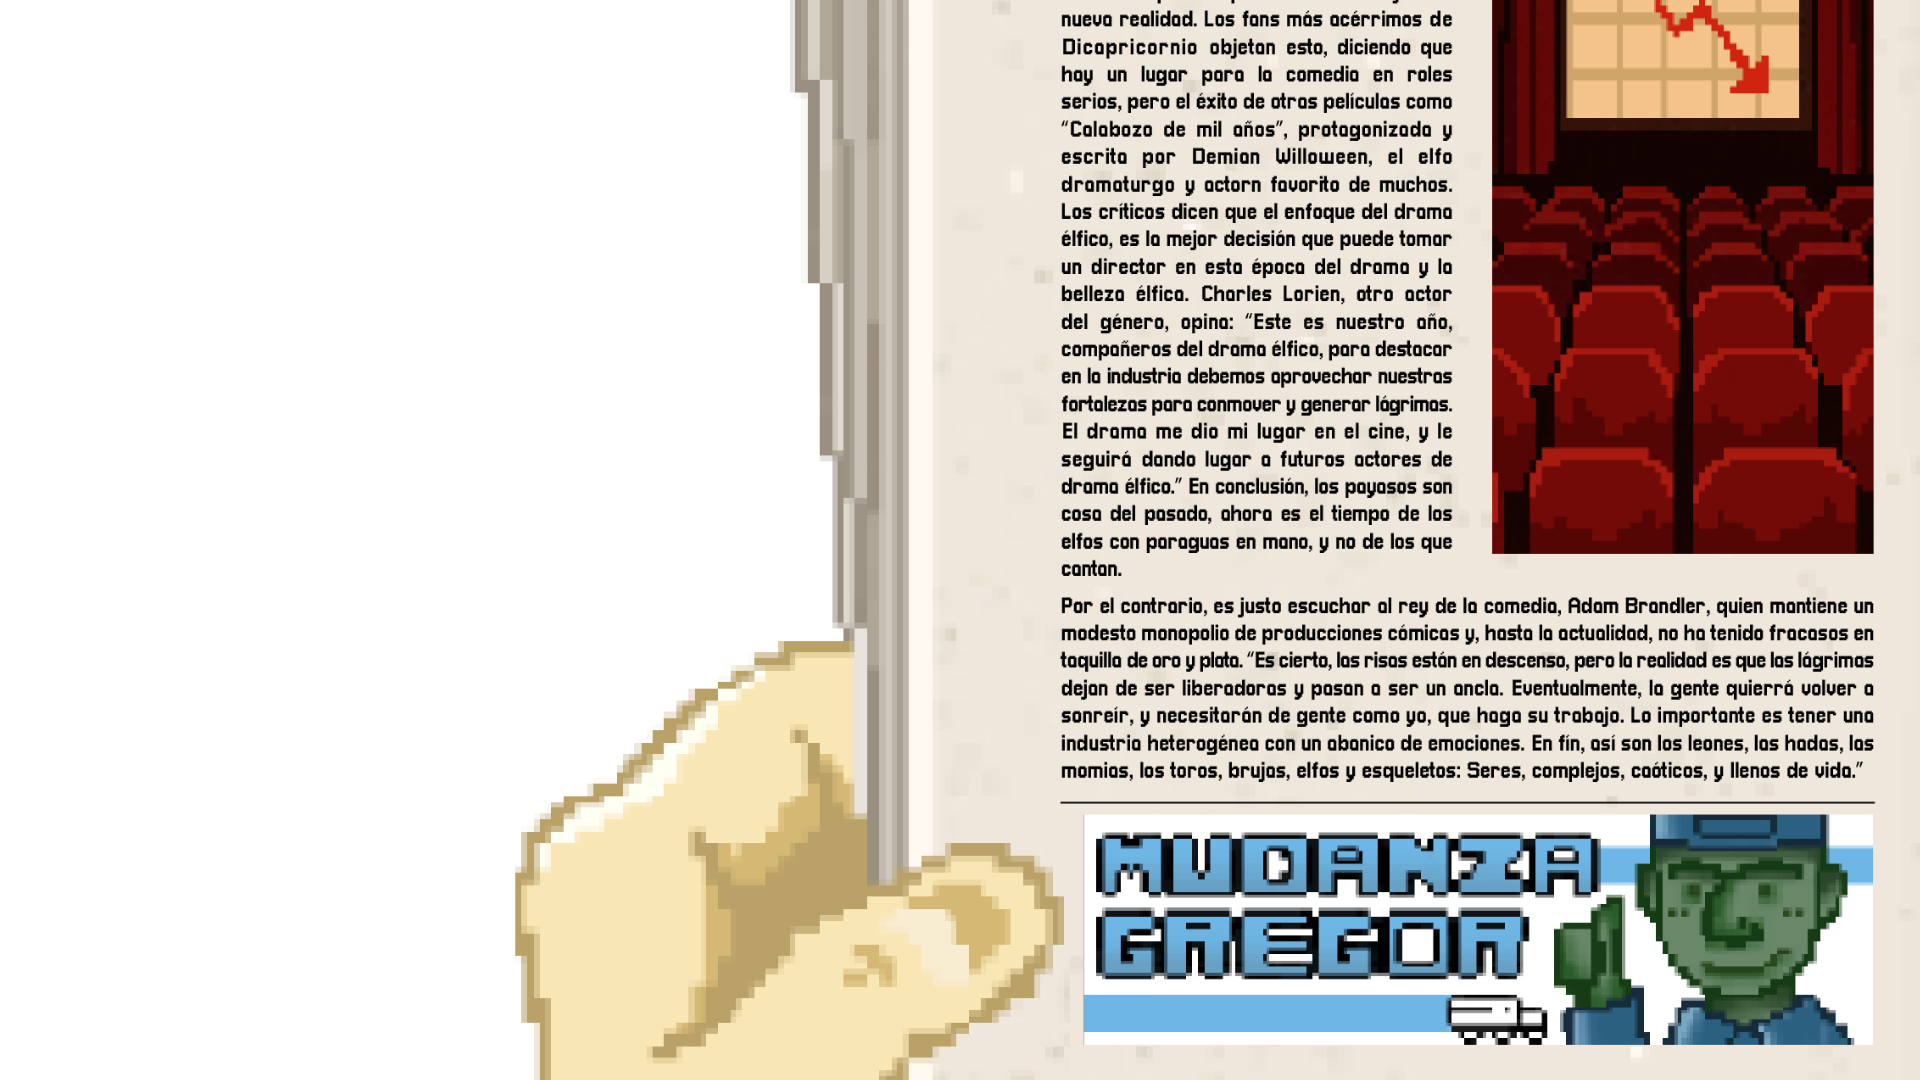 nueva realidad. Los fans más acérrimos de
Dicapricornio objetan esto, diciendo que
hay un lugar para la comedia en roles
serios, pero el éxito de otras películas como
"Calabozo de mil años", protagonizada y
escrita por Demian Willoween, el elfo
dramaturgo y actorn favorito de muchos.
Los críticos dicen que el enfoque del drama
élfico, es la mejor decisión que puede tomar
un director en esta época del drama y la
belleza élfica. Charles Lorien, otro actor
del género, opina: "Este es nuestro año,
compañeros del drama élfico, para destacar
en la industria debemos aprovechar nuestras
fortalezas para conmover y generar lágrimas.
El drama me dio mi lugar en el cine, y le
seguirá dando lugar a futuros actores de
drama élfico." En conclusión, los payasos son
cosa del pasado, ahora es el tiempo de los
elfos con paraguas en mano, y no de los que
cantan.
Por el contrario, es justo escuchar al rey de la comedia, Adam Brandler, quien mantiene un
modesto monopolio de producciones cómicas y, hasta la actualidad, no ha tenido fracasos en
taquilla de oro y plata. "Es cierto, las risas están en descenso, pero la realidad es que las lágrimas
dejan de ser liberadoras y pasan a ser un ancla. Eventualmente, la gente quierrá volver a
sonreír, y necesitarán de gente como yo, que haga su trabajo. Lo importante es tener una
industria heterogénea con un abanico de emociones. En fín, así son los leones, las hadas, las
momias, los toros, brujas, elfos y esqueletos: Seres, complejos, caóticos, y llenos de vida."
MUDANZA
GREGOR